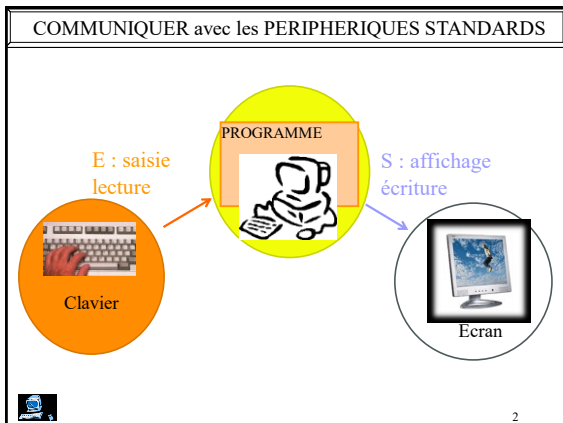 COMMUNIQUER avec les PERIPHERIQUES STANDARDS
PROGRAMME
E : saisie
lecture
S : affichage
écriture
Clavier
Ecran
2